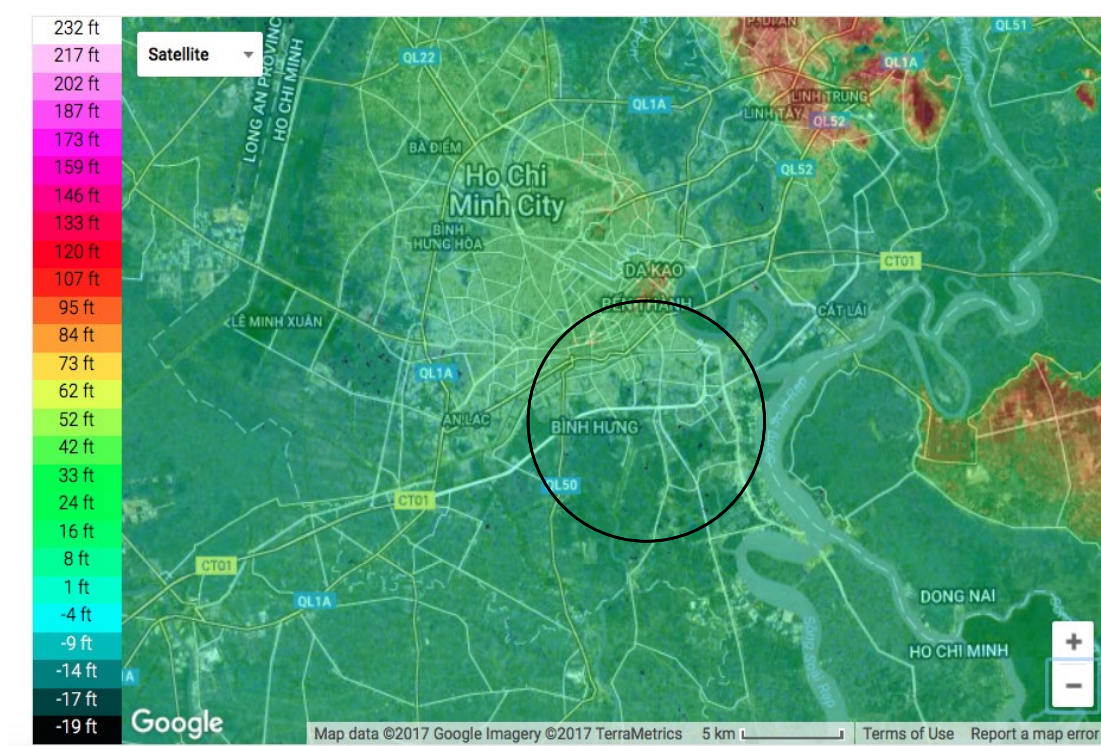 232 ft
217 ft
202 ft
187 ft
173 ft
159 ft
146 ft
133 ft
120 ft
107 ft
95 ft
84 ft
73 ft
62 ft
52 ft
42 ft
33 ft
24 ft
16 ft
8 ft
1 ft
-4 ft
-9 ft
-14 ft
-17 ft
-19 ft
Satellite
LONG AN PROVINC
HO CHI MINH
QL22
P. DI AN
QL51
QL1A
QL1A
LINH TRUNG
LINH TÂY
QL52
QL52
BÀ ĐIỂM
Ho Chi
Minh City
BÌNH
HƯNG HÒA
CT01
ĐA KAO
BẾN THÀNH
CÁT LÁI
LÊ MINH XUÂN
QL1A
AN LẠC
BÌNH HƯNG
QL50
CT01
CT01
QL1A
DONG NAI
HO CHI MINH
1A
+
−
Google
Map data ©2017 Google Imagery ©2017 TerraMetrics
5 km
Terms of Use
Report a map error